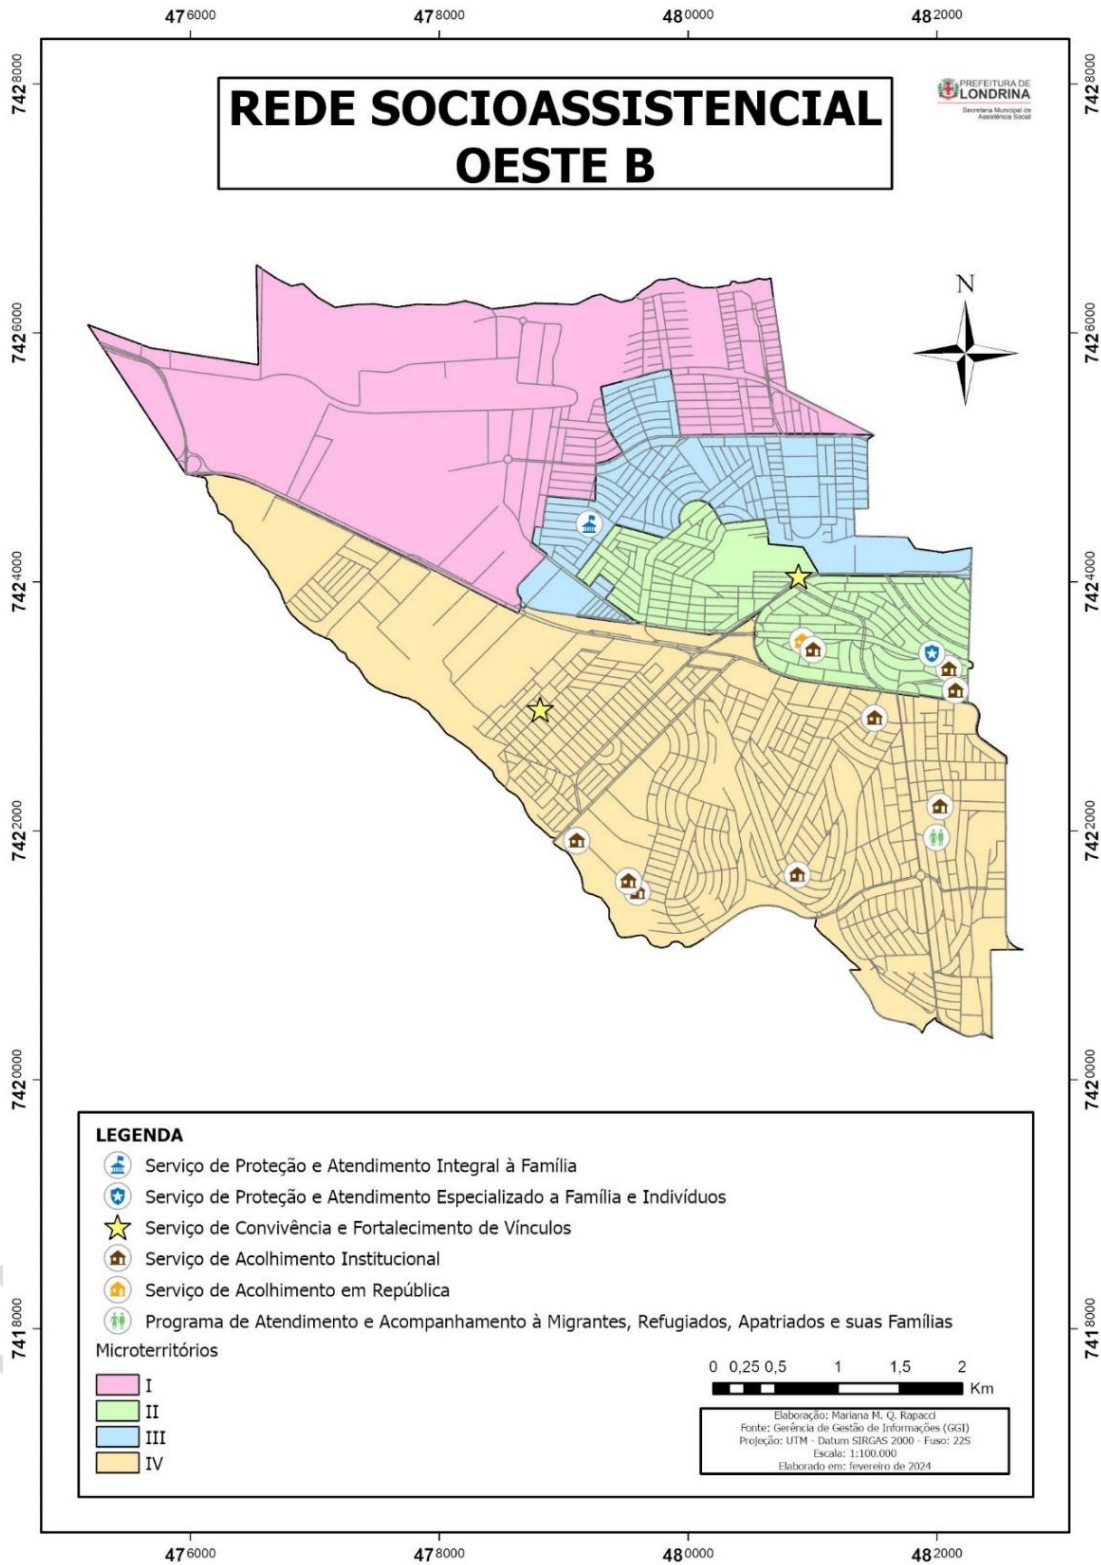 476000 478000 480000 482000
7428000
7428000
REDE SOCIOASSISTENCIAL
OESTE B
PREFEITURA DE
LONDRINA
Secretaria Municipal de
Assistência Social
N
7426000
7426000
7424000
7424000
7422000
7422000
7420000
7420000
LEGENDA
Serviço de Proteção e Atendimento Integral à Família
Serviço de Proteção e Atendimento Especializado a Família e Indivíduos
Serviço de Convivência e Fortalecimento de Vínculos
Serviço de Acolhimento Institucional
Serviço de Acolhimento em República
Programa de Atendimento e Acompanhamento à Migrantes, Refugiados, Apatriados e suas Famílias
7418000
7418000
Microterritórios
I
II
III
IV
0 0,25 0,5 1 1,5 2
Km
Elaboração: Mariana M. Q. Rapacci
Fonte: Gerência de Gestão de Informações (GGI)
Projeção: UTM - Datum SIRGAS 2000 - Fuso: 22S
Escala: 1:100.000
Elaborado em: fevereiro de 2024
476000 478000 480000 482000